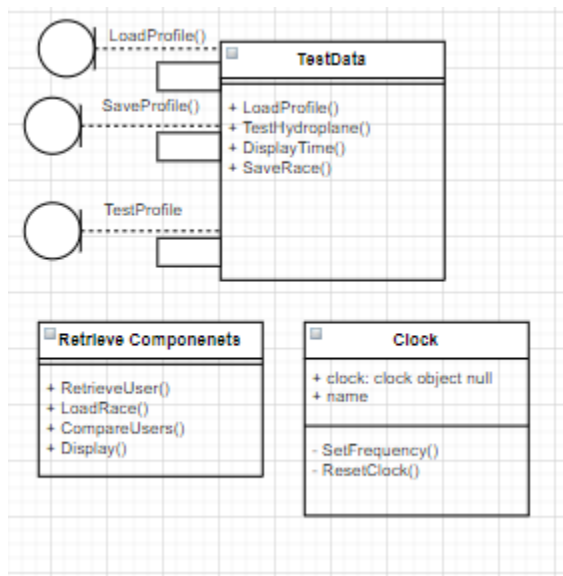 LoadProfile()
TestData
SaveProfile()
+ LoadProfile()
+ TestHydroplane()
+ DisplayTime()
+ SaveRace()
TestProfile
Retrieve Componenets
+ RetrieveUser()
+ LoadRace()
+ CompareUsers()
+ Display()
Clock
+ clock: clock object null
+ name
- SetFrequency()
- ResetClock()